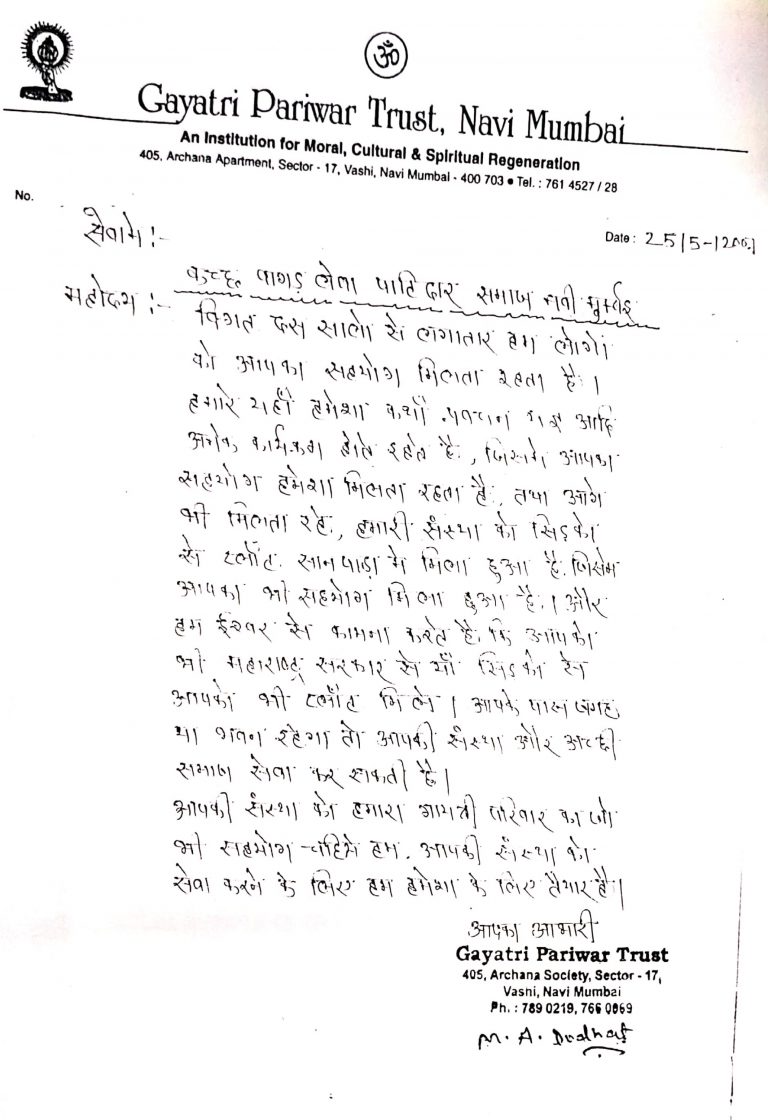 ॐ
Gayatri Pariwar Trust, Navi Mumbai
An Institution for Moral, Cultural & Spiritual Regeneration
405, Archana Apartment, Sector - 17, Vashi, Navi Mumbai - 400 703 ● Tel. : 761 4527 / 28
No.
Date : 25/5-/2001
सेवामे :-
कच्छ वागड़ लेवा पाटिदार समाज नवी मुम्बई
महोदय :-
विगत दस सालो से लगातार हम लोगो
को आपका सहयोग मिलता रहता है ।
हमारे यहाँ हमेशा कथाँ प्रवचन यज्ञ आदि
अनेक कार्यक्रम होते रहते है, जिसमे आपका
सहयोग हमेशा मिलता रहता है, तथा आगे
भी मिलता रहे, हमारी संस्था को सिडको
से प्लॉट सानपाड़ा मे मिला हुआ है, जिसमे
आपका भी सहयोग मिला हुआ है । और
हम ईश्वर से कामना करते है कि आपको
भी महाराष्ट्र सरकार से याँ सिडको से
आपको भी प्लॉट मिले । आपके पास जगह
या भवन रहेगा तो आपकी संस्था और अच्छी
समाज सेवा कर सकती है ।
आपकी संस्था को हमारा गायत्री परिवार का जो
भी सहयोग चहिये हम. आपकी संस्था को
सेवा करने के लिए हम हमेशा के लिए तैयार है ।
आपका आभारी
Gayatri Pariwar Trust
405, Archana Society, Sector - 17,
Vashi, Navi Mumbai
Ph. : 789 0219, 766 0069
M. A.